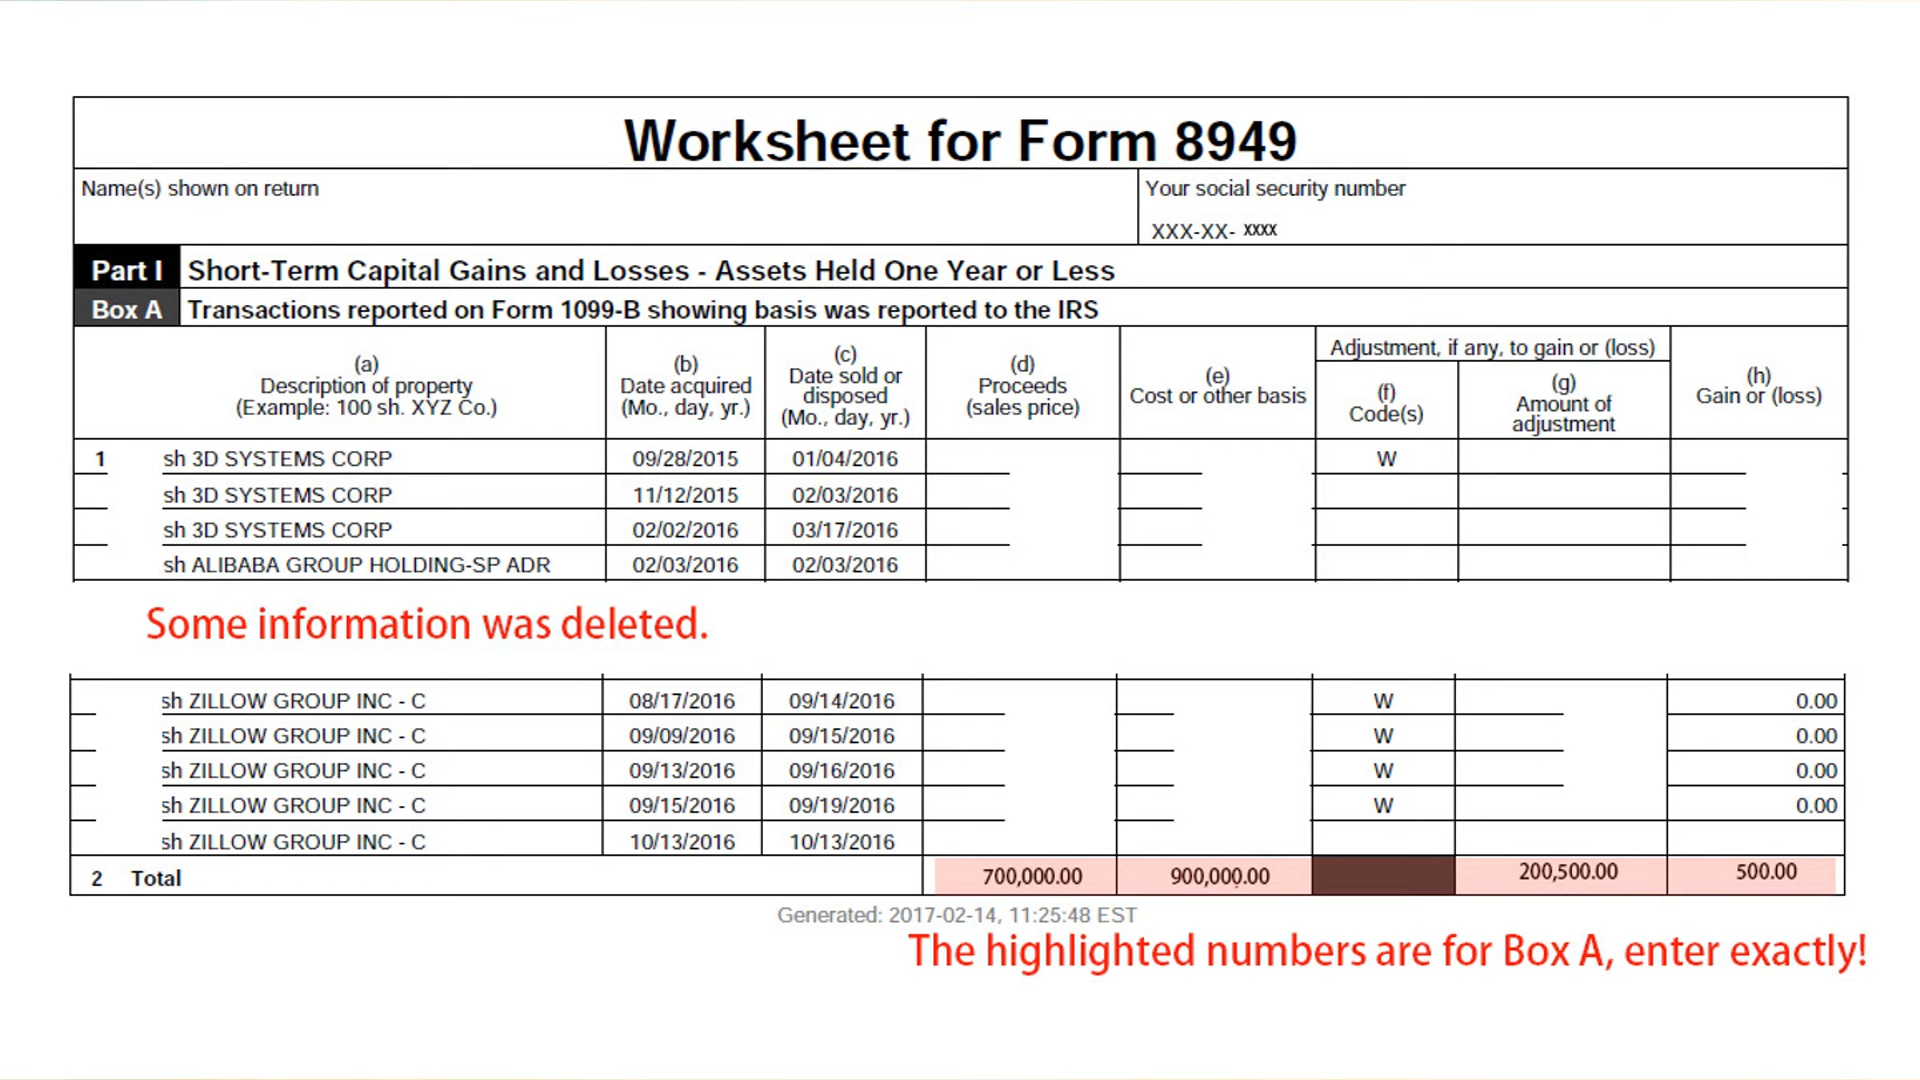 Worksheet for Form 8949
Name(s) shown on return
Your social security number
XXX-XX- XXXX
Part I Short-Term Capital Gains and Losses - Assets Held One Year or Less
Box A Transactions reported on Form 1099-B showing basis was reported to the IRS
(a)
Description of property
(Example: 100 sh. XYZ Co.)
(b)
Date acquired
(Mo., day, yr.)
(c)
Date sold or
disposed
(Mo., day, yr.)
(d)
Proceeds
(sales price)
(e)
Cost or other basis
Adjustment, if any, to gain or (loss)
(f)
Code(s)
(g)
Amount of
adjustment
(h)
Gain or (loss)
1 sh 3D SYSTEMS CORP 09/28/2015 01/04/2016 W
sh 3D SYSTEMS CORP 11/12/2015 02/03/2016
sh 3D SYSTEMS CORP 02/02/2016 03/17/2016
sh ALIBABA GROUP HOLDING-SP ADR 02/03/2016 02/03/2016
Some information was deleted.
sh ZILLOW GROUP INC - C 08/17/2016 09/14/2016 W 0.00
sh ZILLOW GROUP INC - C 09/09/2016 09/15/2016 W 0.00
sh ZILLOW GROUP INC - C 09/13/2016 09/16/2016 W 0.00
sh ZILLOW GROUP INC - C 09/15/2016 09/19/2016 W 0.00
sh ZILLOW GROUP INC - C 10/13/2016 10/13/2016
2 Total 700,000.00 900,000.00 200,500.00 500.00
Generated: 2017-02-14, 11:25:48 EST
The highlighted numbers are for Box A, enter exactly!